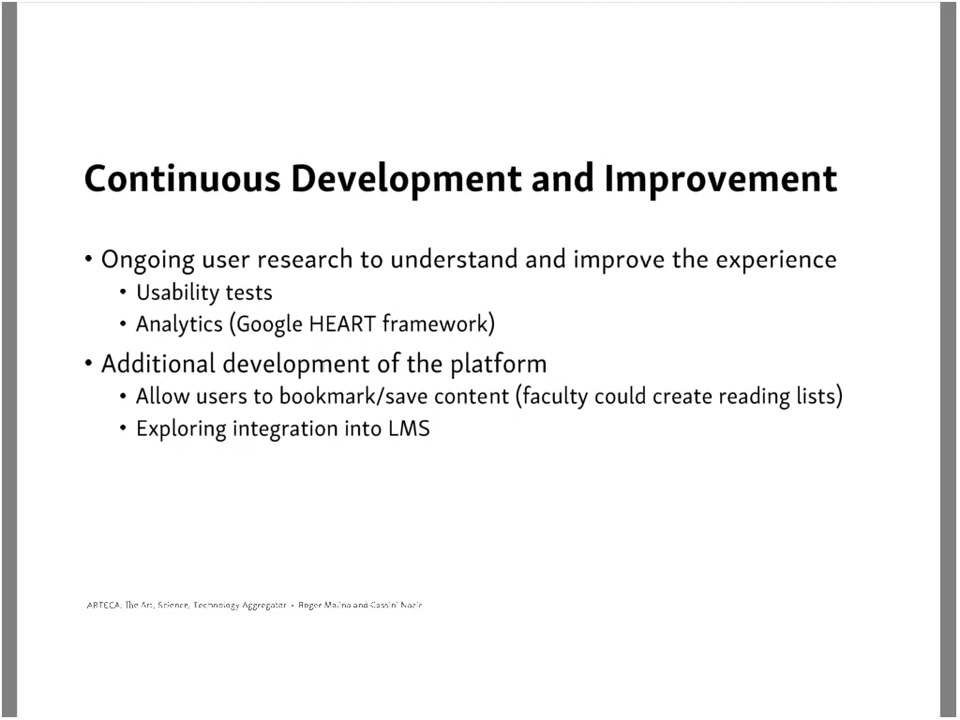 Continuous Development and Improvement
• Ongoing user research to understand and improve the experience
• Usability tests
• Analytics (Google HEART framework)
• Additional development of the platform
• Allow users to bookmark/save content (faculty could create reading lists)
• Exploring integration into LMS
ARTECA: The Art, Science, Technology Aggregator • Roger Malina and Cassini Nazir